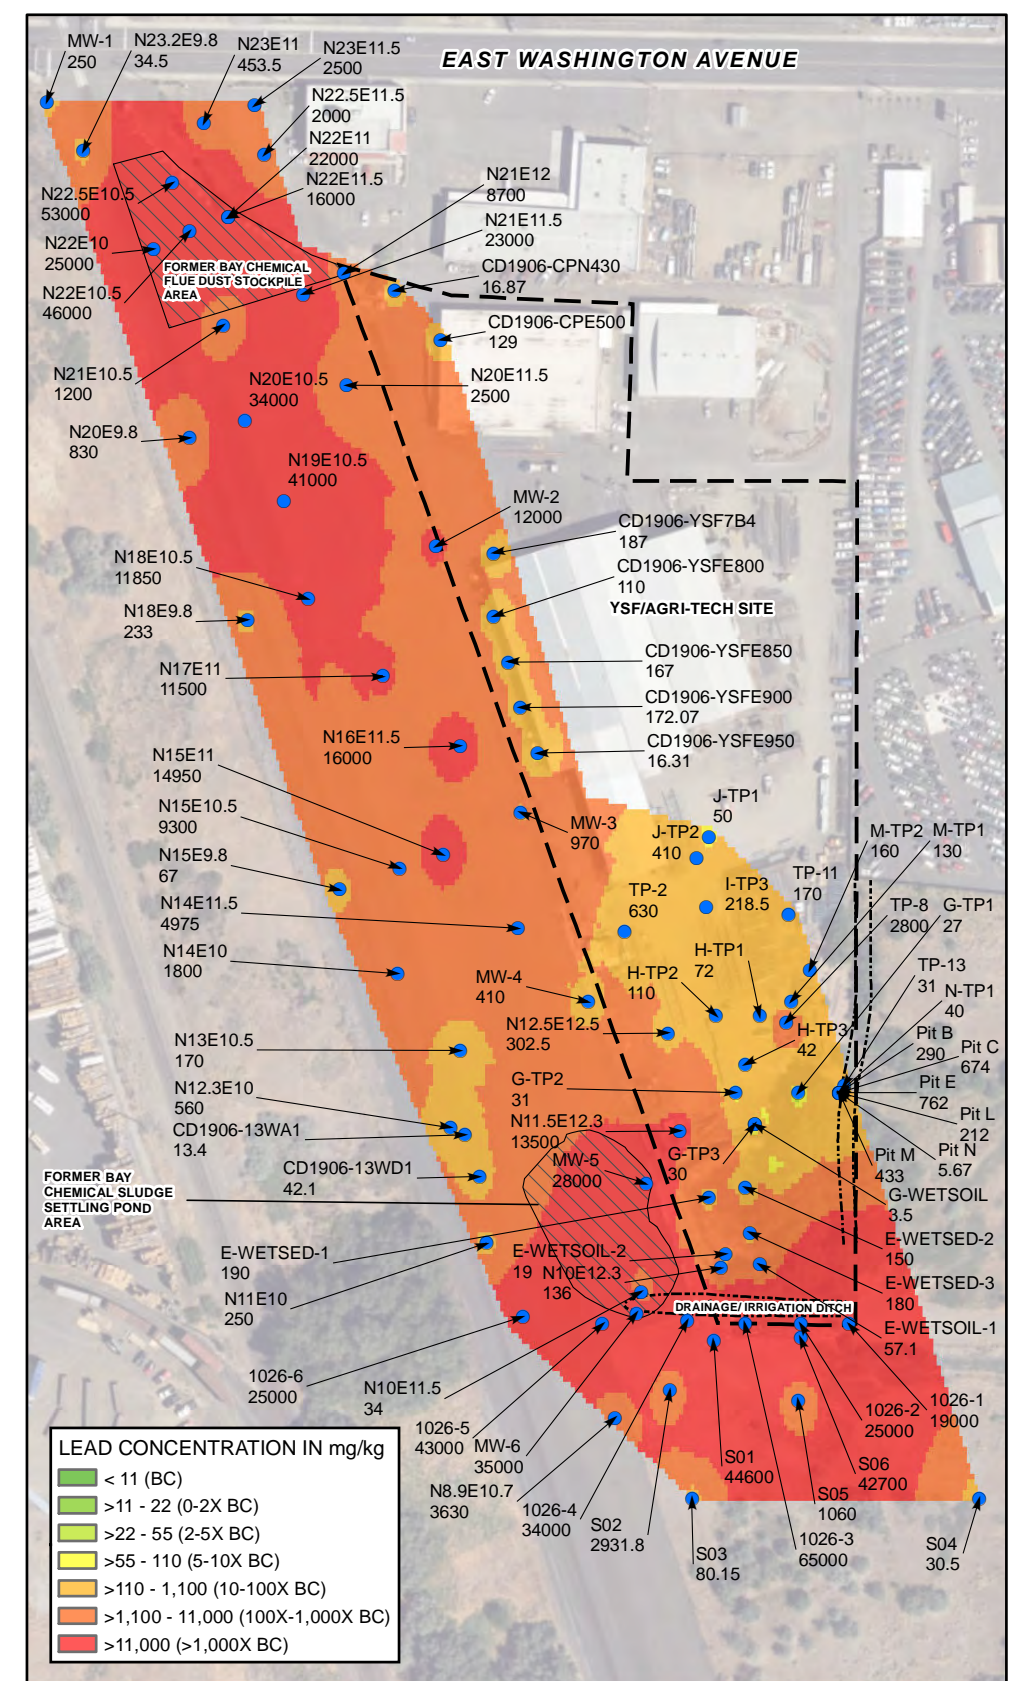 EAST WASHINGTON AVENUE
MW-1
250
N23.2E9.8
34.5
N23E11
453.5
N23E11.5
2500
N22.5E11.5
2000
N22E11
22000
N22E11.5
16000
N22.5E10.5
53000
N22E10
25000
N22E10.5
46000
FORMER BAY CHEMICAL
FLUE DUST STOCKPILE
AREA
N21E12
8700
N21E11.5
23000
CD1906-CPN430
16.87
CD1906-CPE500
129
N21E10.5
1200
N20E10.5
34000
N20E11.5
2500
N20E9.8
830
N19E10.5
41000
MW-2
12000
CD1906-YSF7B4
187
N18E10.5
11850
CD1906-YSFE800
110
YSF/AGRI-TECH SITE
N18E9.8
233
CD1906-YSFE850
167
N17E11
11500
CD1906-YSFE900
172.07
N16E11.5
16000
CD1906-YSFE950
16.31
N15E11
14950
J-TP1
50
N15E10.5
9300
MW-3
970
J-TP2
410
M-TP2
160
M-TP1
130
N15E9.8
67
TP-2
630
I-TP3
218.5
TP-11
170
TP-8
2800
G-TP1
27
N14E11.5
4975
N14E10
1800
MW-4
410
H-TP2
110
H-TP1
72
TP-13
31
N-TP1
40
N12.5E12.5
302.5
H-TP3
42
Pit B
290
Pit C
674
N13E10.5
170
G-TP2
31
Pit E
762
N12.3E10
560
N11.5E12.3
13500
Pit L
212
CD1906-13WA1
13.4
G-TP3
30
Pit M
433
Pit N
5.67
CD1906-13WD1
42.1
MW-5
28000
G-WETSOIL
3.5
FORMER BAY
CHEMICAL SLUDGE
SETTLING POND
AREA
E-WETSED-1
190
E-WETSOIL-2
19
E-WETSED-2
150
N10E12.3
136
E-WETSED-3
180
N11E10
250
DRAINAGE/ IRRIGATION DITCH
E-WETSOIL-1
57.1
1026-6
25000
N10E11.5
34
1026-5
43000
MW-6
35000
1026-1
19000
1026-2
25000
N8.9E10.7
3630
1026-4
34000
S01
44600
S06
42700
S02
2931.8
S05
1060
S03
80.15
1026-3
65000
S04
30.5
LEAD CONCENTRATION IN mg/kg
< 11 (BC)
>11 - 22 (0-2X BC)
>22 - 55 (2-5X BC)
>55 - 110 (5-10X BC)
>110 - 1,100 (10-100X BC)
>1,100 - 11,000 (100X-1,000X BC)
>11,000 (>1,000X BC)